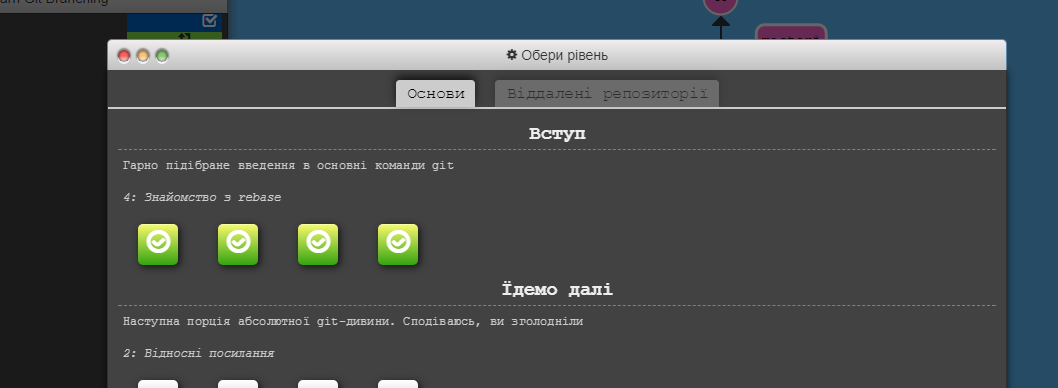 Git Branching
Обери рівень
Основи
Віддалені репозиторії
Вступ
Гарно підібране введення в основні команди git
4: Знайомство з rebase
Їдемо далі
Наступна порція абсолютної git-дивини. Сподіваюсь, ви зголодніли
2: Відносні посилання